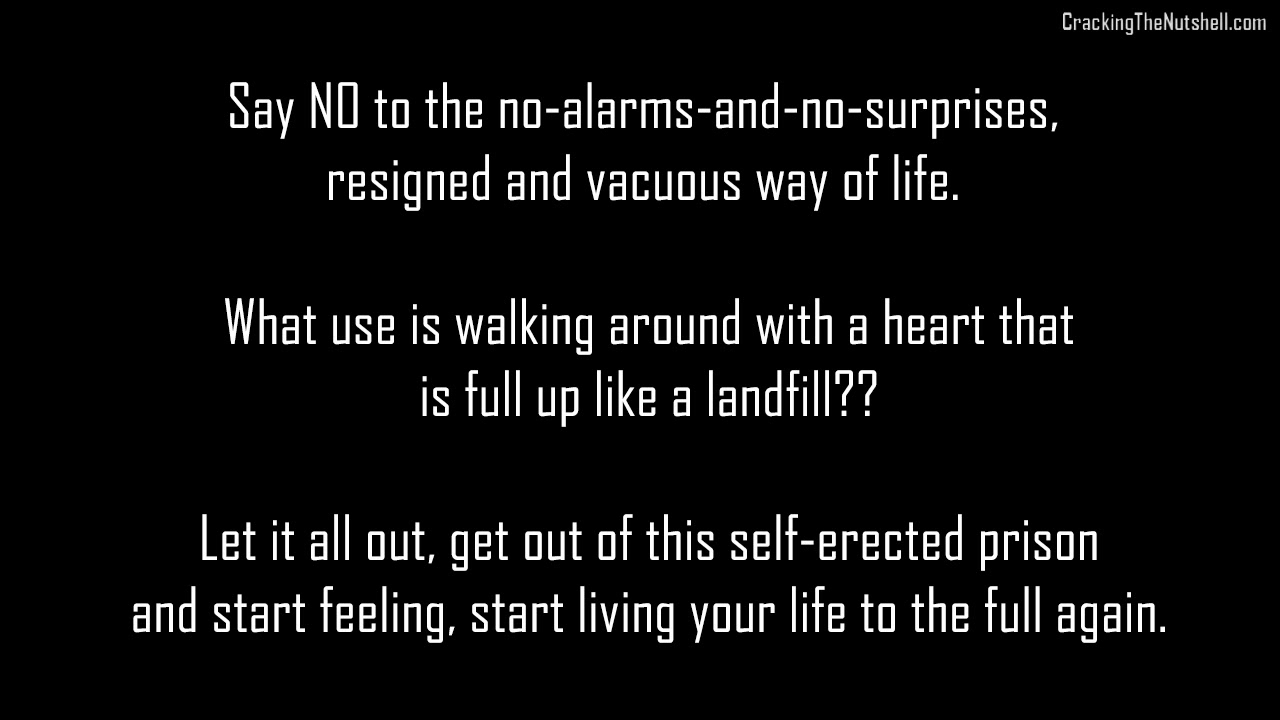 CrackingTheNutshell.com
Say NO to the no-alarms-and-no-surprises,
resigned and vacuous way of life.
What use is walking around with a heart that
is full up like a landfill??
Let it all out, get out of this self-erected prison
and start feeling, start living your life to the full again.